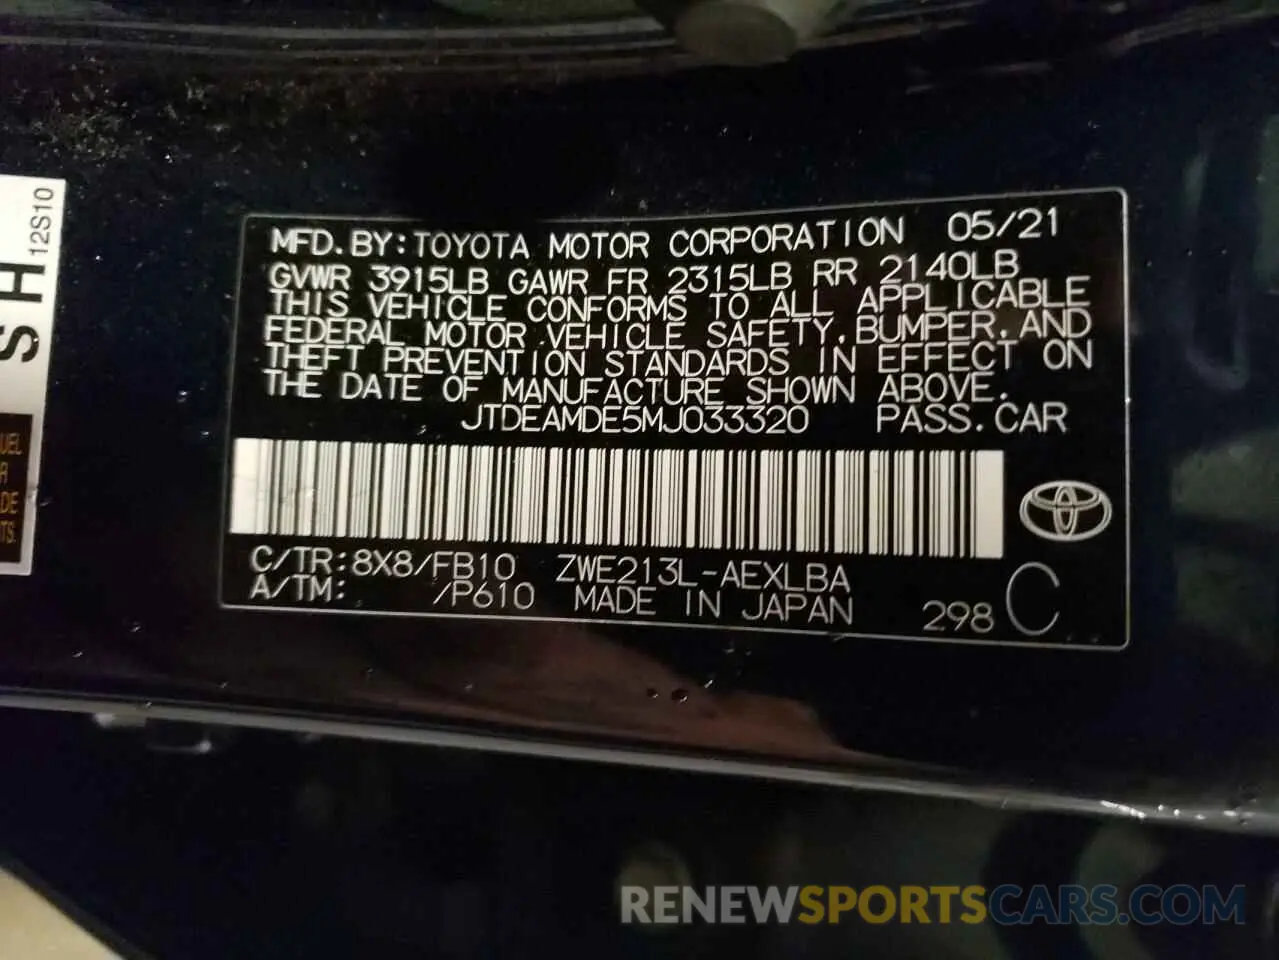 12S10
SH
UEL
MFD.BY:TOYOTA MOTOR CORPORATION 05/21
GVWR 3915LB GAWR FR 2315LB RR 2140LB
THIS VEHICLE CONFORMS TO ALL APPLICABLE
FEDERAL MOTOR VEHICLE SAFETY,BUMPER,AND
THEFT PREVENTION STANDARDS IN EFFECT ON
THE DATE OF MANUFACTURE SHOWN ABOVE.
JTDEAMDE5MJ033320 PASS.CAR
C/TR:8X8/FB10 ZWE213L-AEXLBA
A/TM: /P610 MADE IN JAPAN 298 C
RENEWSPORTSCARS.COM